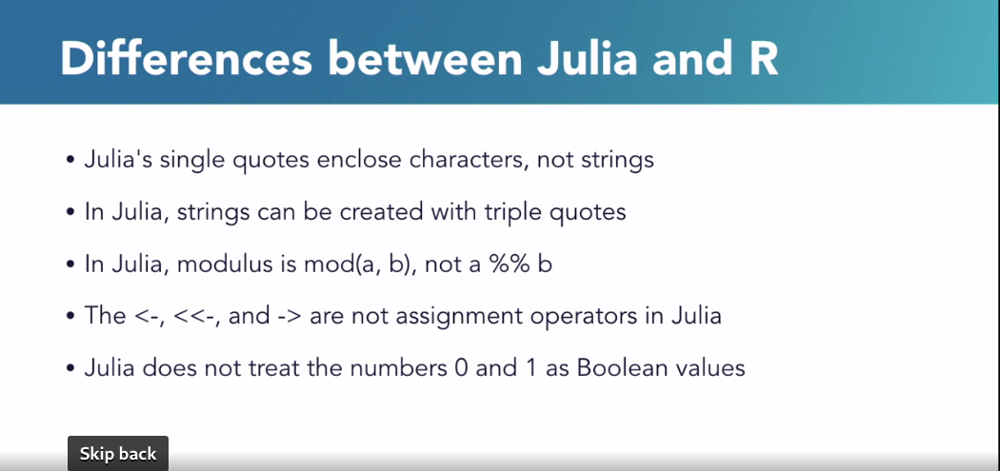 Differences between Julia and R
• Julia's single quotes enclose characters, not strings
• In Julia, strings can be created with triple quotes
• In Julia, modulus is mod(a, b), not a %% b
• The <-, <<-, and -> are not assignment operators in Julia
• Julia does not treat the numbers 0 and 1 as Boolean values
Skip back